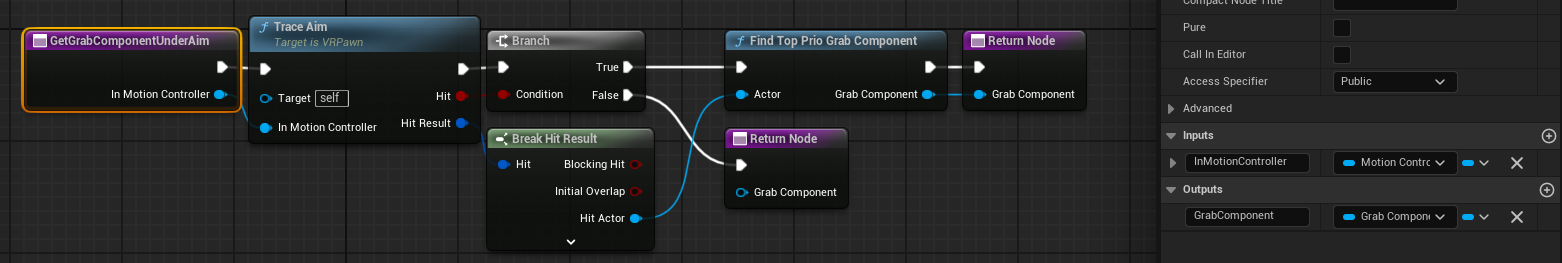 GetGrabComponentUnderAim
In Motion Controller
Trace Aim
Target is VRPawn
Target self
In Motion Controller
Hit
Hit Result
Branch
Condition
True
False
Break Hit Result
Hit
Blocking Hit
Initial Overlap
Hit Actor
Find Top Prio Grab Component
Actor
Grab Component
Return Node
Grab Component
Return Node
Grab Component
Compact Node Title
Pure
Call In Editor
Access Specifier Public
Advanced
Inputs
InMotionController Motion Contrc
Outputs
GrabComponent Grab Compon